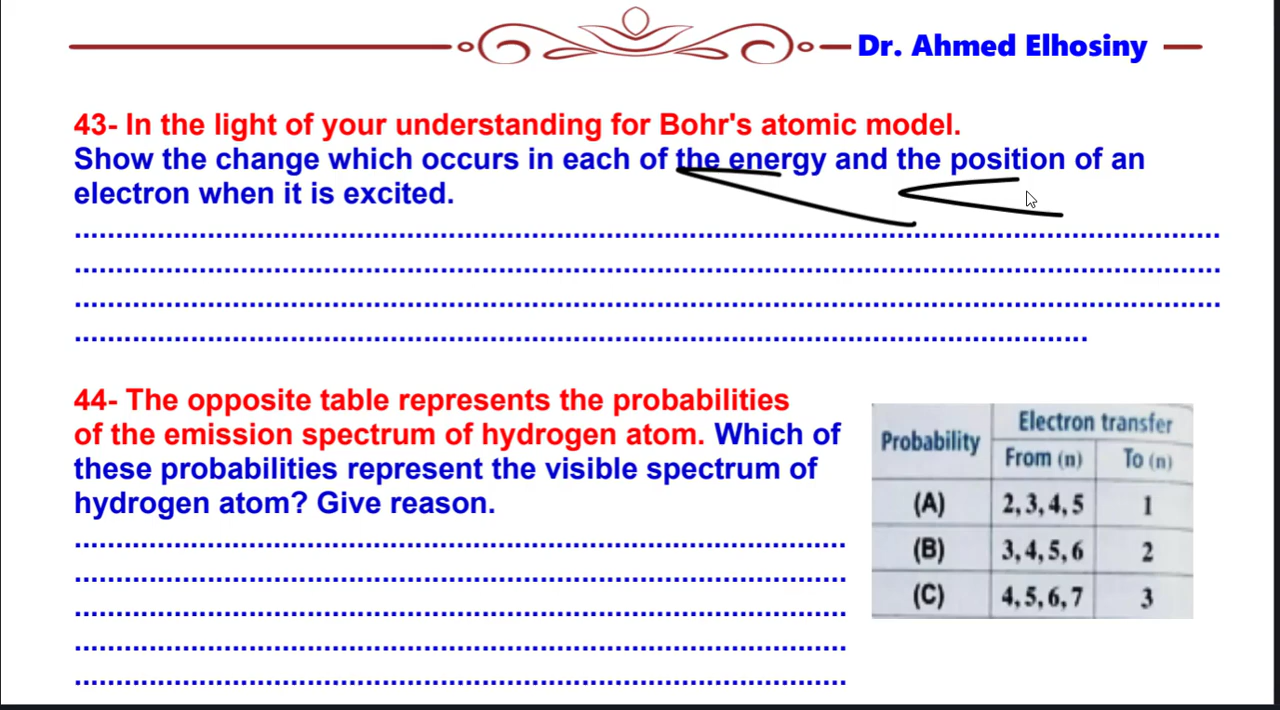 Dr. Ahmed Elhosiny
43- In the light of your understanding for Bohr's atomic model.
Show the change which occurs in each of the energy and the position of an
electron when it is excited.
44- The opposite table represents the probabilities
of the emission spectrum of hydrogen atom. Which of
these probabilities represent the visible spectrum of
hydrogen atom? Give reason.
Probability Electron transfer
From (n) To (n)
(A) 2, 3, 4, 5 1
(B) 3, 4, 5, 6 2
(C) 4, 5, 6, 7 3